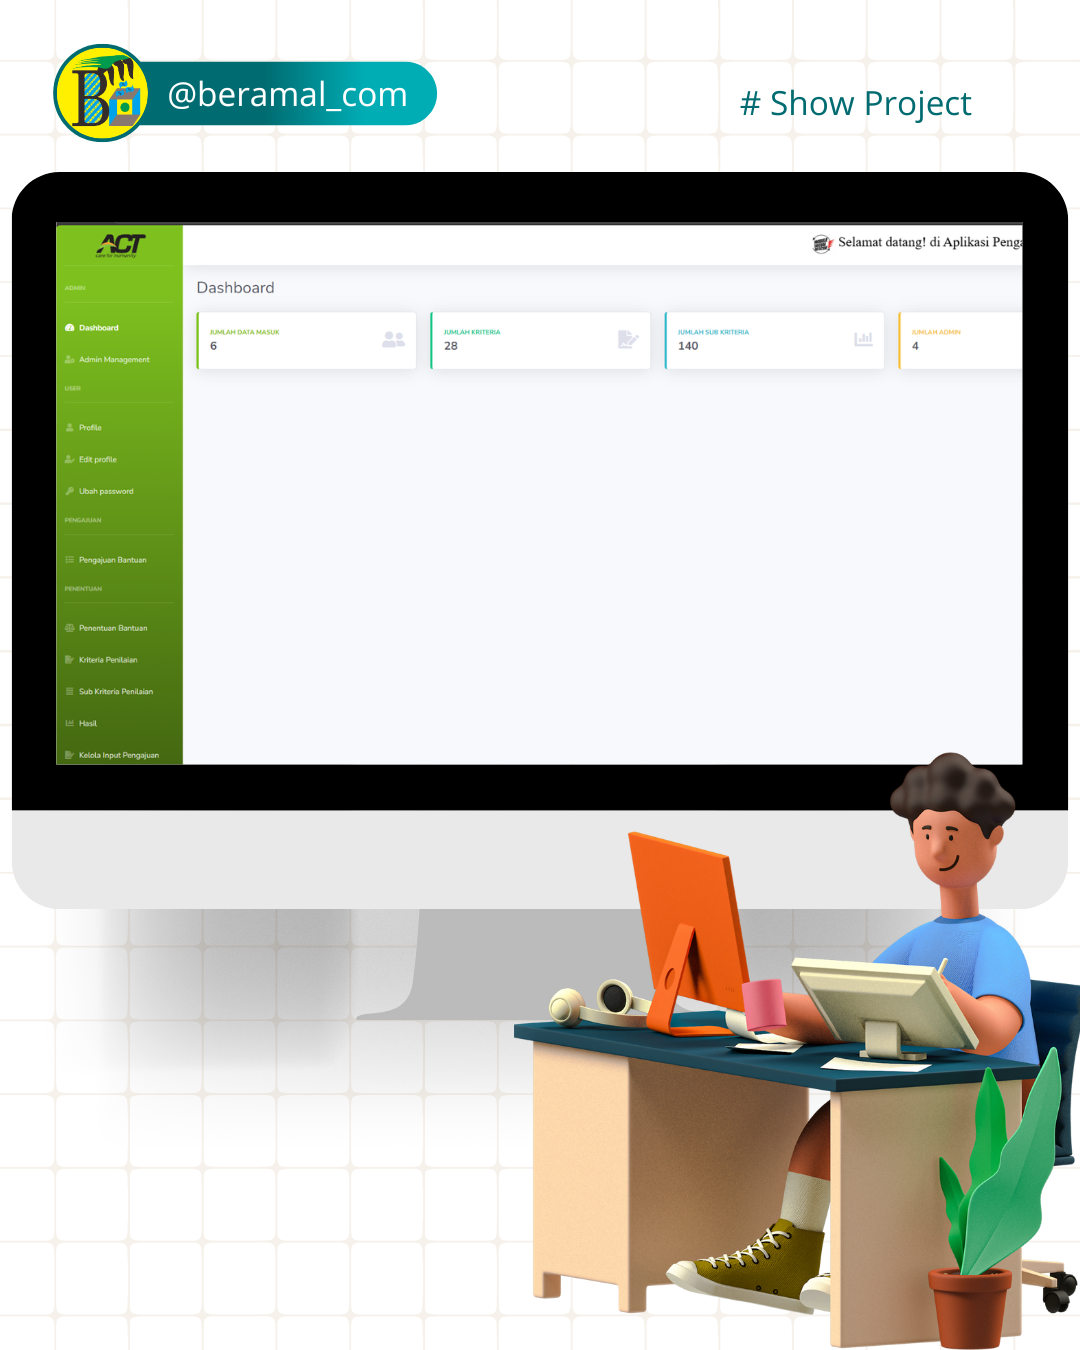 @beramal_com
# Show Project
ACT
care for humanity
Selamat datang! di Aplikasi Penga
ADMIN
Dashboard
Admin Management
USER
Profile
Edit profile
Ubah password
PENGAJUAN
Pengajuan Bantuan
PENENTUAN
Penentuan Bantuan
Kriteria Penilaian
Sub Kriteria Penilaian
Hasil
Kelola Input Pengajuan
Dashboard
JUMLAH DATA MASUK
6
JUMLAH KRITERIA
28
JUMLAH SUB KRITERIA
140
JUMLAH ADMIN
4